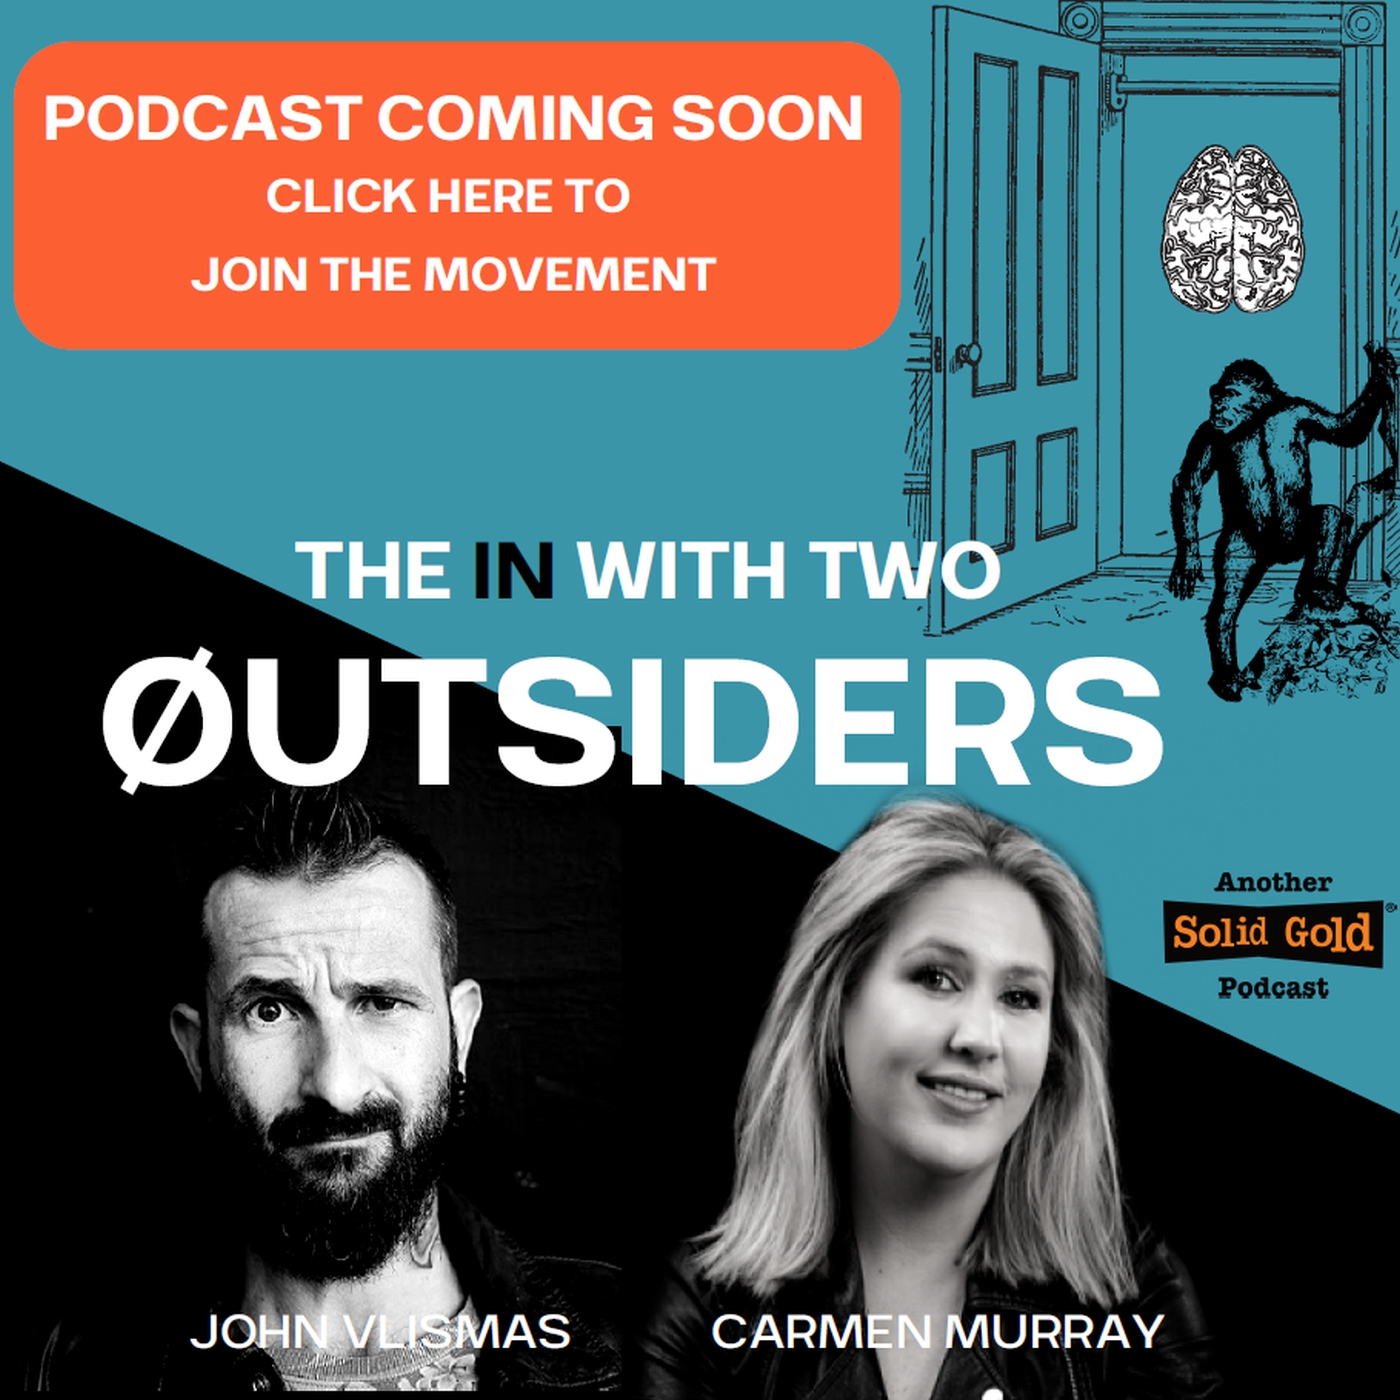 PODCAST COMING SOON
CLICK HERE TO
JOIN THE MOVEMENT
THE IN WITH TWO
ØUTSIDERS
Another
Solid Gold®
Podcast
JOHN VLISMAS
CARMEN MURRAY